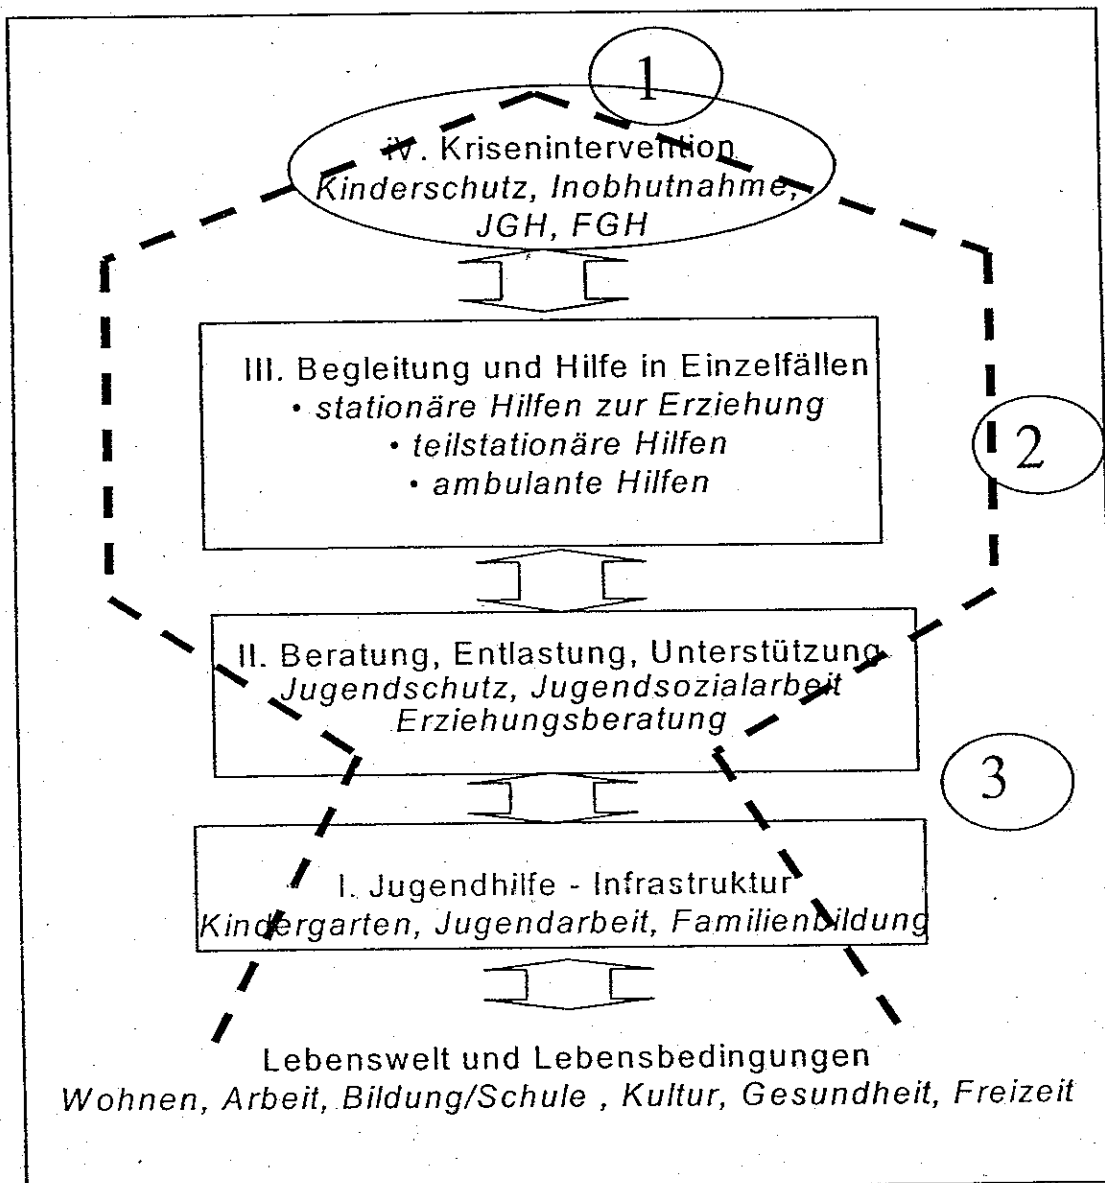 1
IV. Krisenintervention
Kinderschutz, Inobhutnahme,
JGH, FGH
III. Begleitung und Hilfe in Einzelfällen
• stationäre Hilfen zur Erziehung
• teilstationäre Hilfen
• ambulante Hilfen
2
II. Beratung, Entlastung, Unterstützung
Jugendschutz, Jugendsozialarbeit
Erziehungsberatung
3
I. Jugendhilfe - Infrastruktur
Kindergarten, Jugendarbeit, Familienbildung
Lebenswelt und Lebensbedingungen
Wohnen, Arbeit, Bildung/Schule , Kultur, Gesundheit, Freizeit